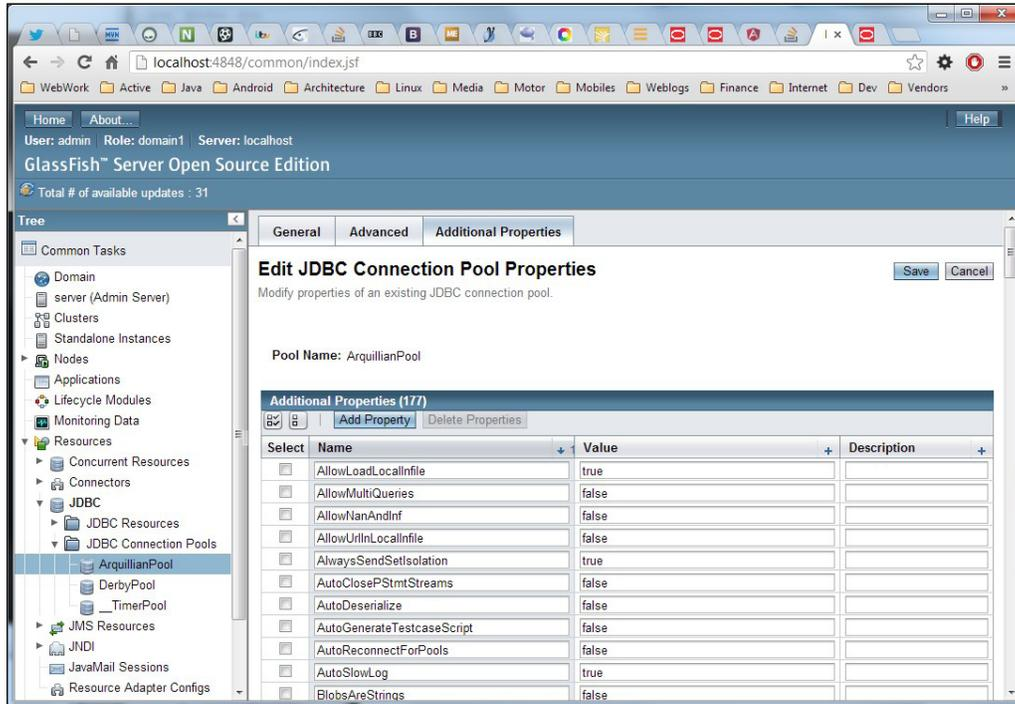 localhost:4848/common/index.jsf
WebWork Active Java Android Architecture Linux Media Motor Mobiles Weblogs Finance Internet Dev Vendors »
Home About... Help
User: admin Role: domain1 Server: localhost
GlassFish™ Server Open Source Edition
Total # of available updates : 31
Tree
Common Tasks
Domain
server (Admin Server)
Clusters
Standalone Instances
Nodes
Applications
Lifecycle Modules
Monitoring Data
Resources
Concurrent Resources
Connectors
JDBC
JDBC Resources
JDBC Connection Pools
ArquillianPool
DerbyPool
__TimerPool
JMS Resources
JNDI
JavaMail Sessions
Resource Adapter Configs
General Advanced Additional Properties
Edit JDBC Connection Pool Properties Save Cancel
Modify properties of an existing JDBC connection pool.
Pool Name: ArquillianPool
Additional Properties (177)
Add Property Delete Properties
Select Name Value Description
AllowLoadLocalInfile true
AllowMultiQueries false
AllowNanAndInf false
AllowUrlInLocalInfile false
AlwaysSendSetIsolation true
AutoClosePStmtStreams false
AutoDeserialize false
AutoGenerateTestcaseScript false
AutoReconnectForPools false
AutoSlowLog true
BlobsAreStrings false